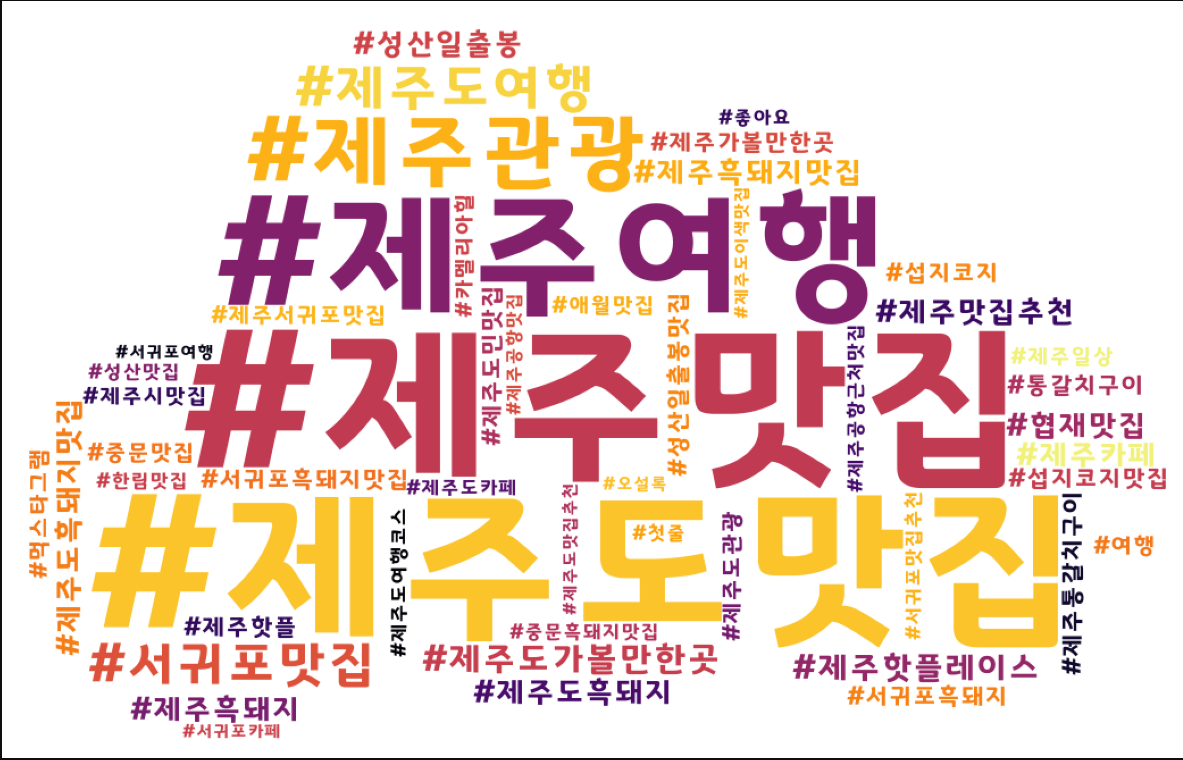 #성산일출봉
#제주도여행
#좋아요
#제주관광
#제주가볼만한곳
#제주흑돼지맛집
#제주여행
#카멜리아힐
#제주도이색맛집
#섭지코지
#제주서귀포맛집
#애월맛집
#제주맛집추천
#제주도민맛집
#제주공항맛집
#성산일출봉맛집
#제주공항근처맛집
#서귀포여행
#성산맛집
#제주시맛집
#제주맛집
#제주일상
#통갈치구이
#협재맛집
#제주카페
#섭지코지맛집
#중문맛집
#한림맛집
#서귀포흑돼지맛집
#제주도카페
#오설록
#먹스타그램
#제주도흑돼지맛집
#제주도맛집
#제주도여행코스
#제주도맛집추천
#첫줄
#제주도관광
#서귀포맛집추천
#제주통갈치구이
#여행
#제주핫플
#중문흑돼지맛집
#서귀포맛집
#제주도가볼만한곳
#제주핫플레이스
#제주도흑돼지
#서귀포흑돼지
#제주흑돼지
#서귀포카페